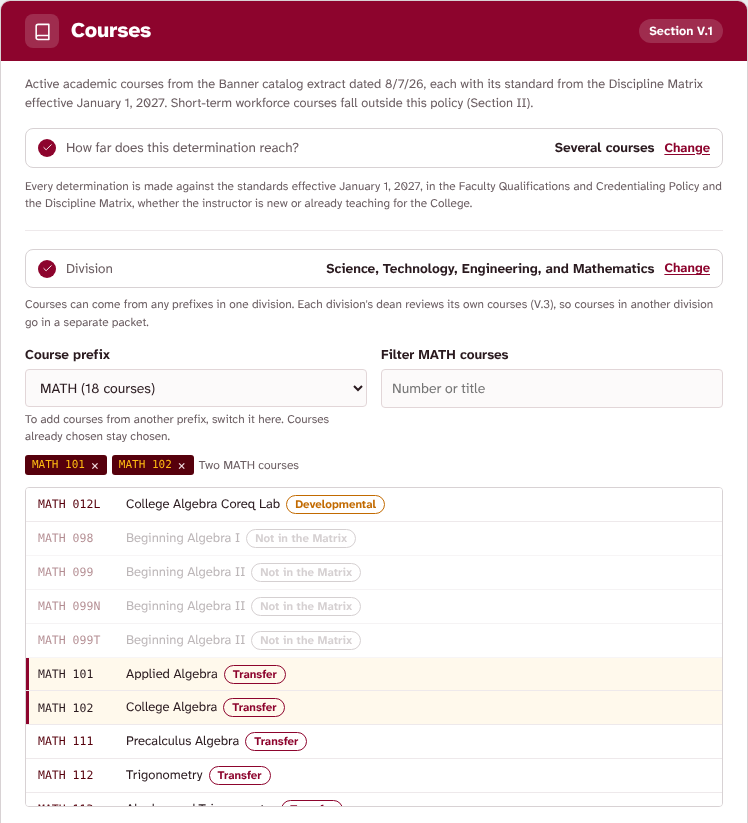 Courses
Section V.1
Active academic courses from the Banner catalog extract dated 8/7/26, each with its standard from the Discipline Matrix
effective January 1, 2027. Short-term workforce courses fall outside this policy (Section II).
How far does this determination reach?
Several courses
Change
Every determination is made against the standards effective January 1, 2027, in the Faculty Qualifications and Credentialing Policy and
the Discipline Matrix, whether the instructor is new or already teaching for the College.
Division
Science, Technology, Engineering, and Mathematics
Change
Courses can come from any prefixes in one division. Each division's dean reviews its own courses (V.3), so courses in another division
go in a separate packet.
Course prefix
Filter MATH courses
MATH (18 courses)
Number or title
To add courses from another prefix, switch it here. Courses
already chosen stay chosen.
MATH 101 × MATH 102 × Two MATH courses
MATH 012L College Algebra Coreq Lab Developmental
MATH 098 Beginning Algebra I Not in the Matrix
MATH 099 Beginning Algebra II Not in the Matrix
MATH 099N Beginning Algebra II Not in the Matrix
MATH 099T Beginning Algebra II Not in the Matrix
MATH 101 Applied Algebra Transfer
MATH 102 College Algebra Transfer
MATH 111 Precalculus Algebra Transfer
MATH 112 Trigonometry Transfer